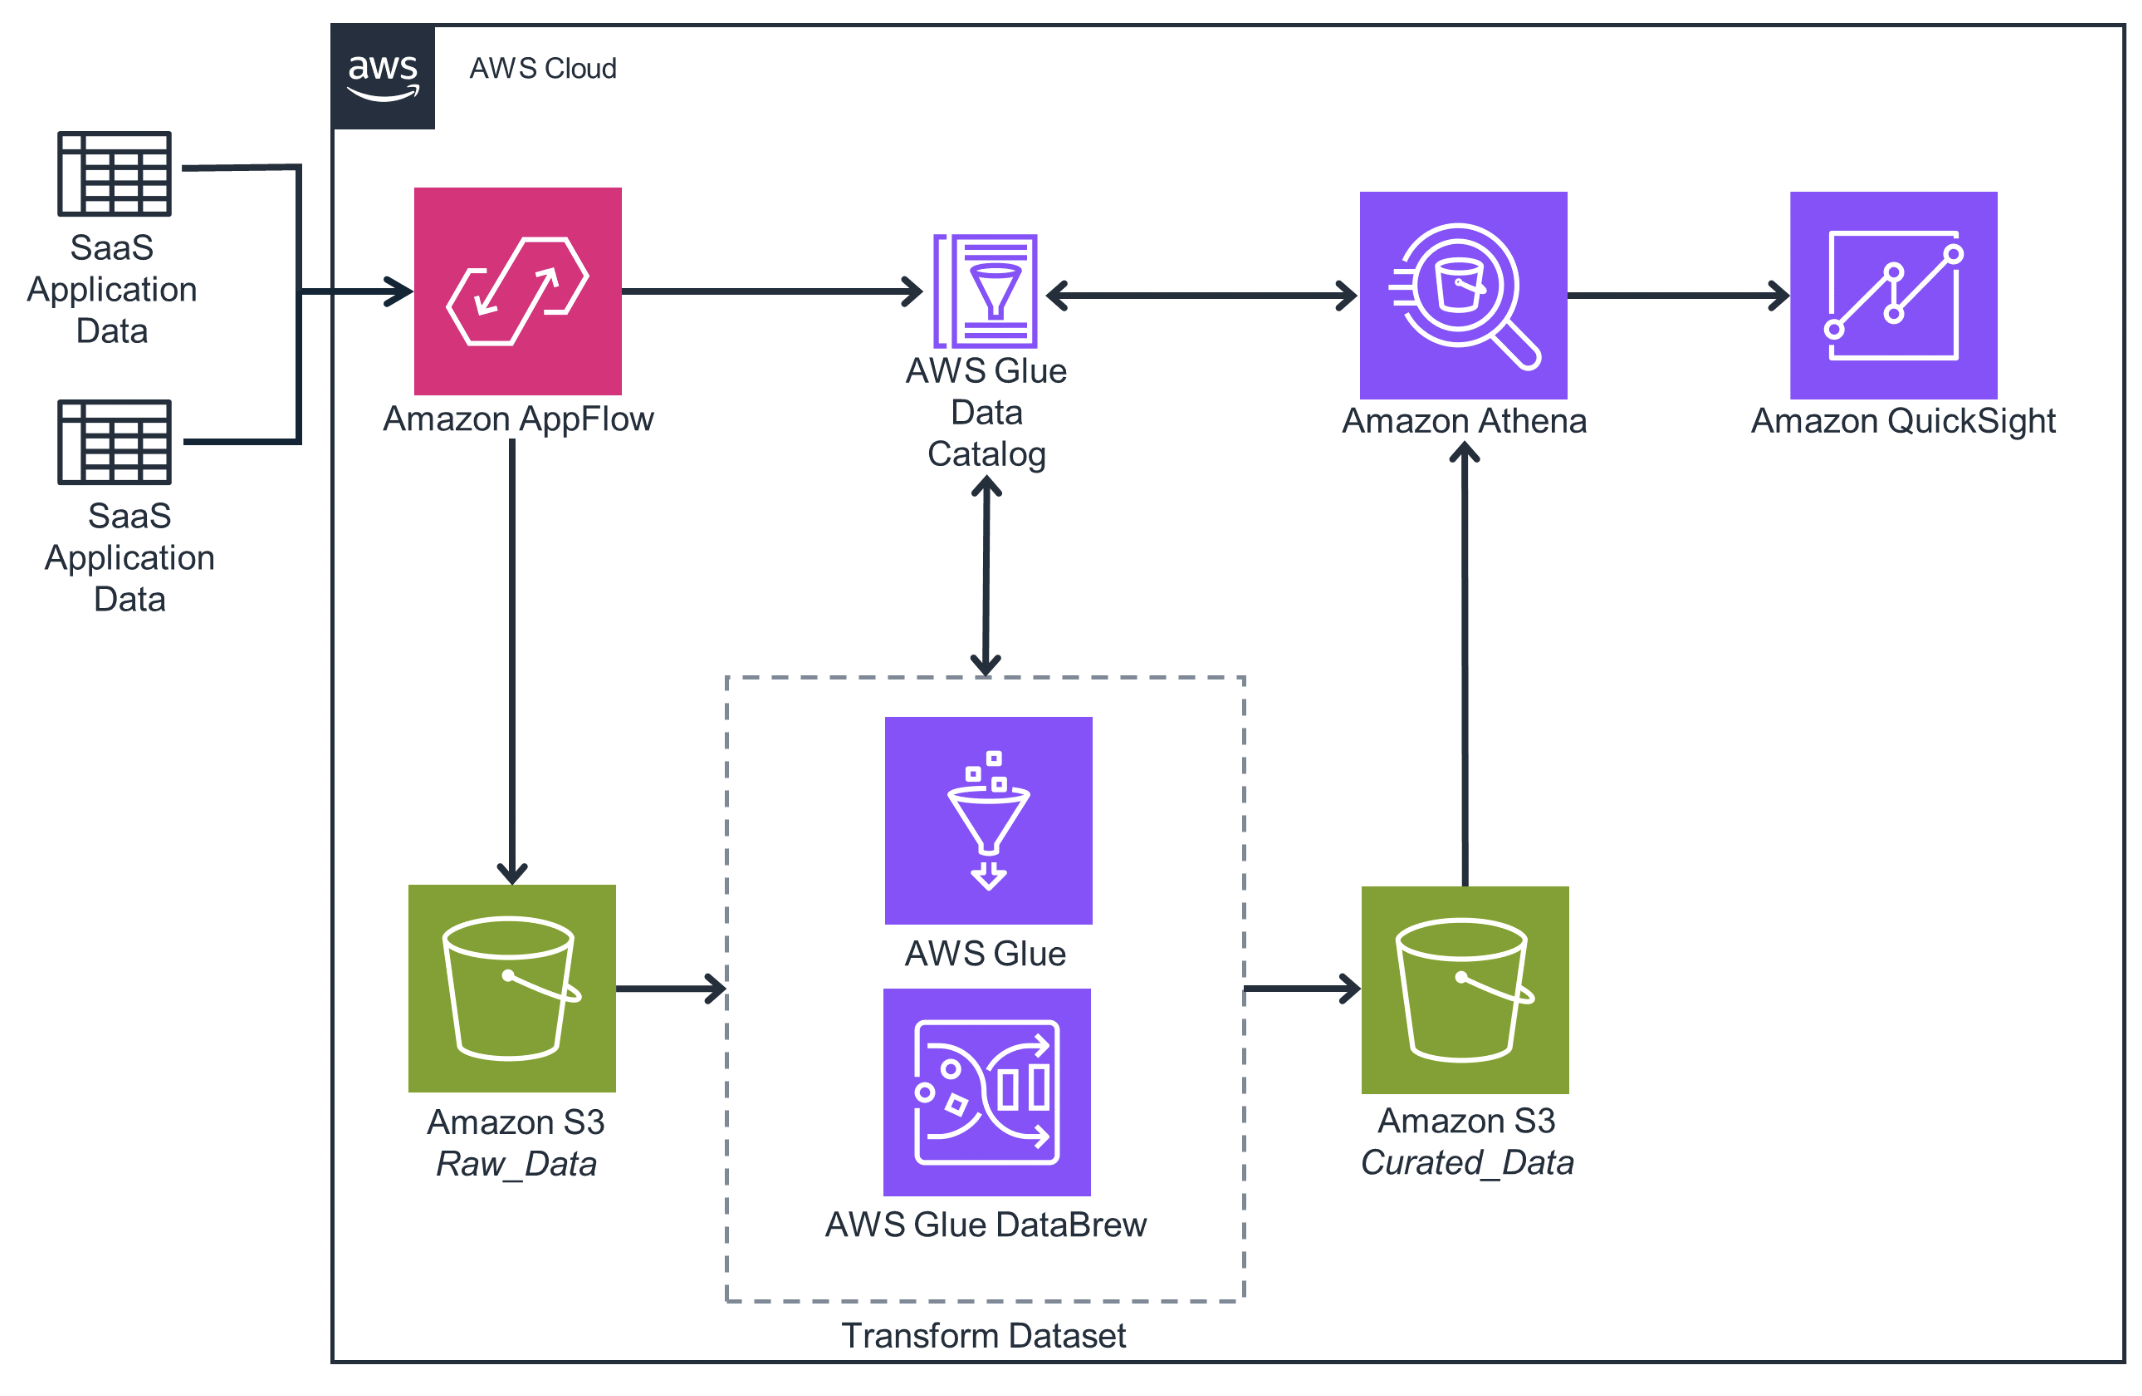 aws
AWS Cloud
SaaS
Application
Data
SaaS
Application
Data
Amazon AppFlow
AWS Glue
Data
Catalog
Amazon Athena
Amazon QuickSight
Amazon S3
Raw_Data
AWS Glue
AWS Glue DataBrew
Transform Dataset
Amazon S3
Curated_Data